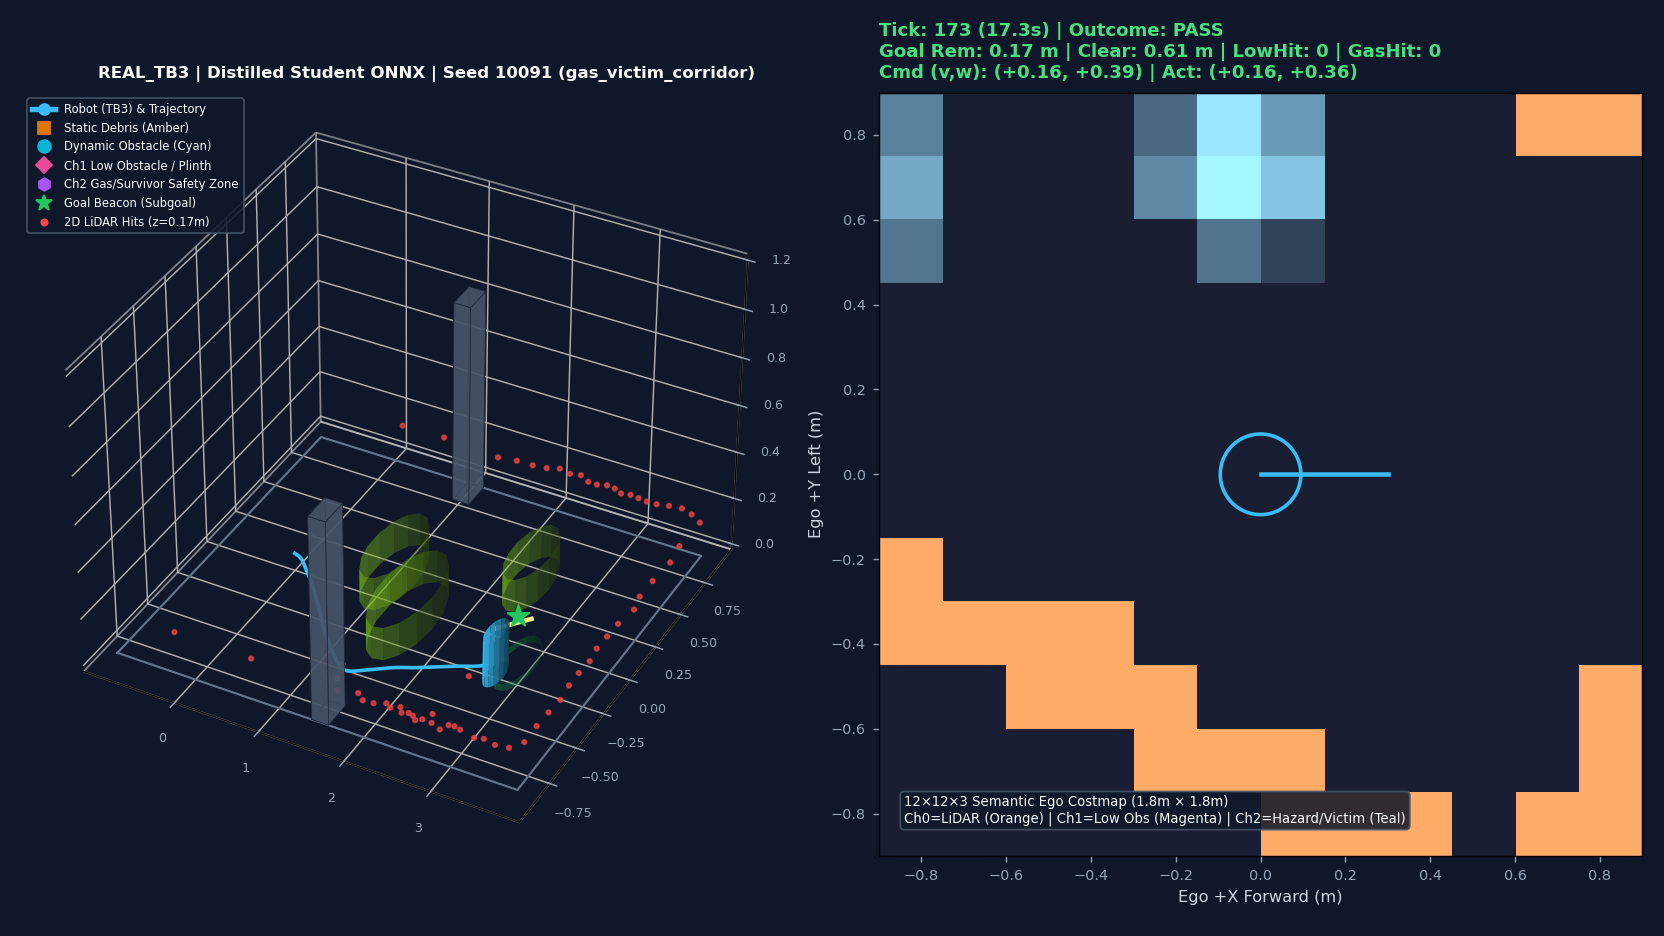 REAL_TB3 | Distilled Student ONNX | Seed 10091 (gas_victim_corridor)
Robot (TB3) & Trajectory
Static Debris (Amber)
Dynamic Obstacle (Cyan)
Ch1 Low Obstacle / Plinth
Ch2 Gas/Survivor Safety Zone
Goal Beacon (Subgoal)
2D LiDAR Hits (z=0.17m)
1.2
1.0
0.8
0.6
0.4
0.2
0.0
0.75
0.50
0.25
0.00
−0.25
−0.50
−0.75
0
1
2
3
Tick: 173 (17.3s) | Outcome: PASS
Goal Rem: 0.17 m | Clear: 0.61 m | LowHit: 0 | GasHit: 0
Cmd (v,w): (+0.16, +0.39) | Act: (+0.16, +0.36)
Ego +Y Left (m)
0.8
0.6
0.4
0.2
0.0
−0.2
−0.4
−0.6
−0.8
12×12×3 Semantic Ego Costmap (1.8m × 1.8m)
Ch0=LiDAR (Orange) | Ch1=Low Obs (Magenta) | Ch2=Hazard/Victim (Teal)
−0.8 −0.6 −0.4 −0.2 0.0 0.2 0.4 0.6 0.8
Ego +X Forward (m)